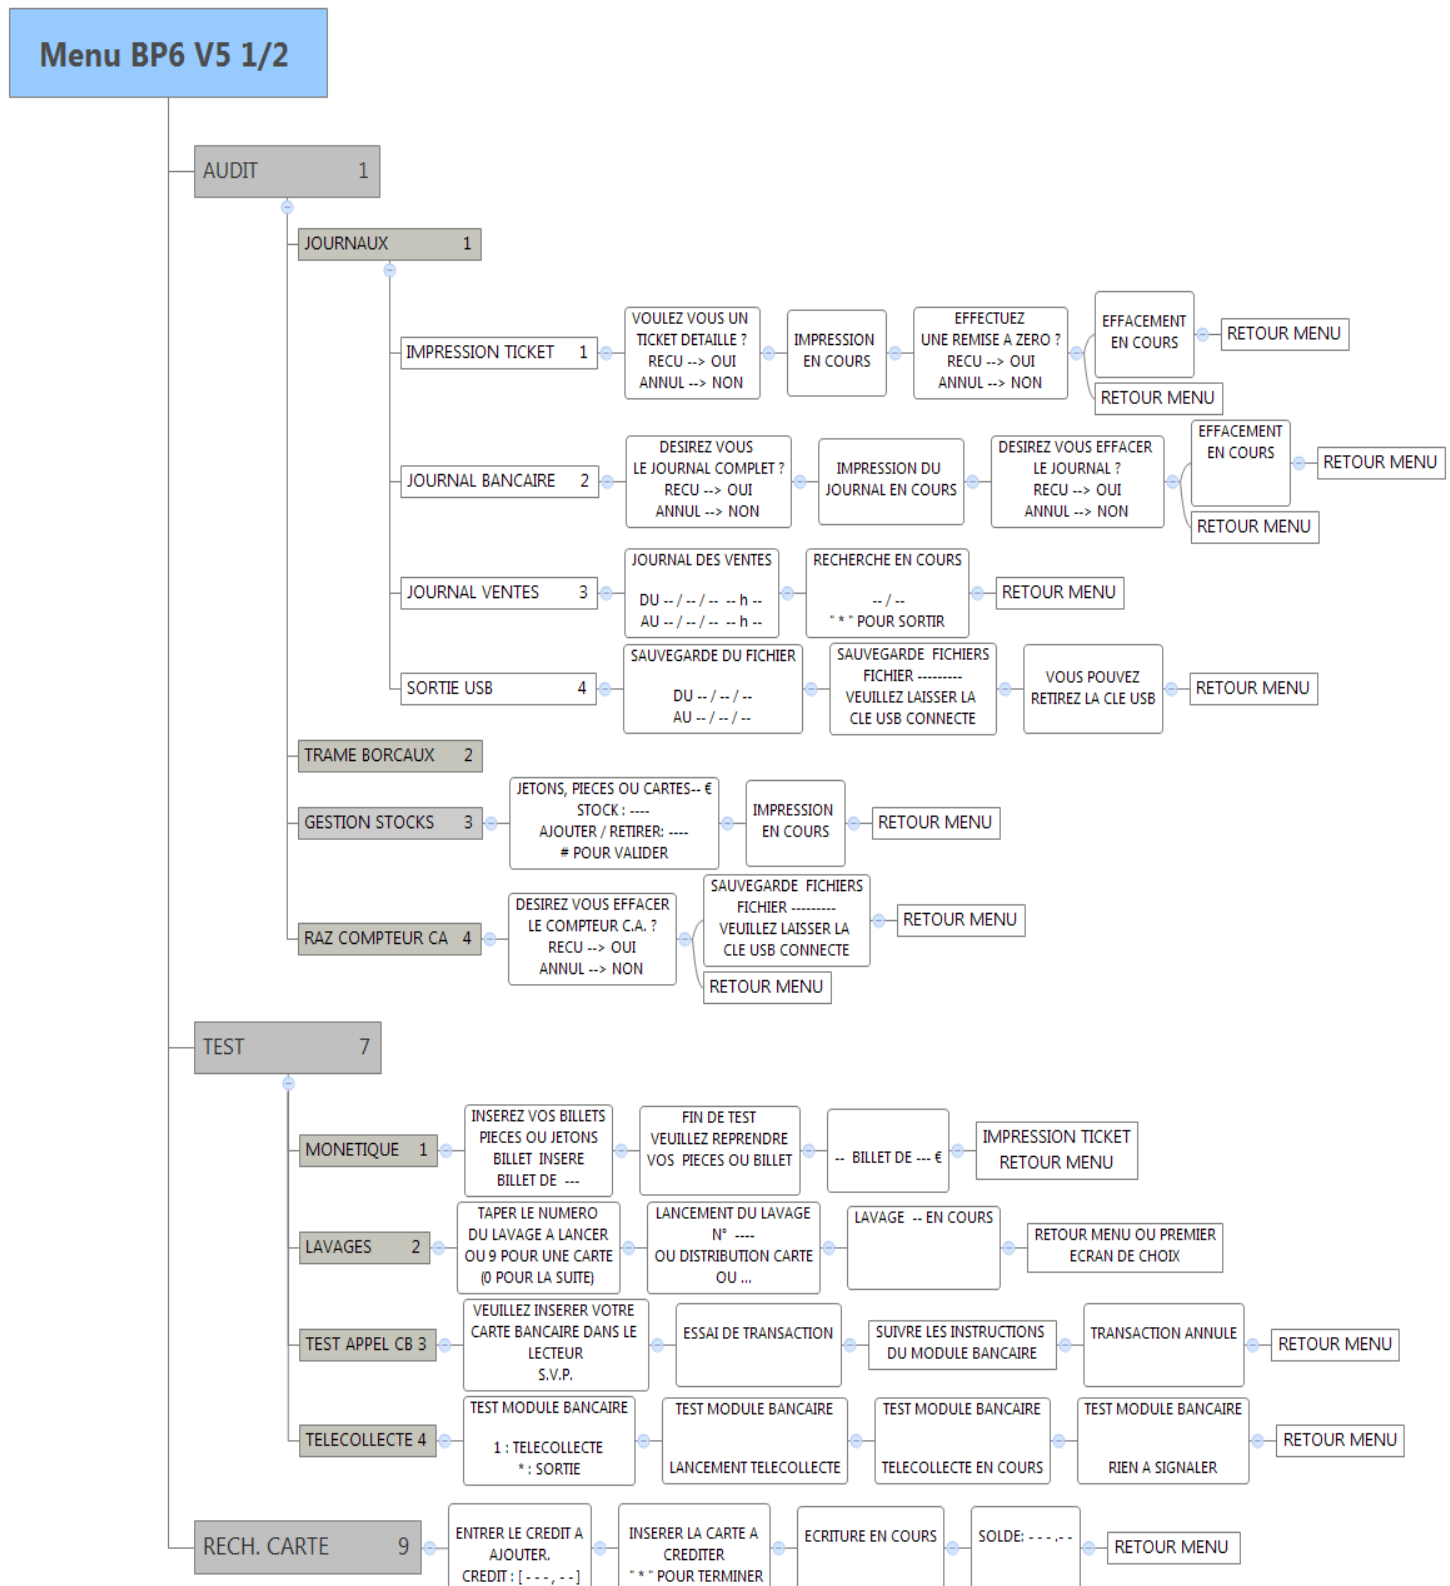 Menu BP6 V5 1/2
AUDIT 1
JOURNAUX 1
IMPRESSION TICKET 1
VOULEZ VOUS UN
TICKET DETAILLE ?
RECU --> OUI
ANNUL --> NON
IMPRESSION
EN COURS
EFFECTUEZ
UNE REMISE A ZERO ?
RECU --> OUI
ANNUL --> NON
EFFACEMENT
EN COURS
RETOUR MENU
RETOUR MENU
JOURNAL BANCAIRE 2
DESIREZ VOUS
LE JOURNAL COMPLET ?
RECU --> OUI
ANNUL --> NON
IMPRESSION DU
JOURNAL EN COURS
DESIREZ VOUS EFFACER
LE JOURNAL ?
RECU --> OUI
ANNUL --> NON
EFFACEMENT
EN COURS
RETOUR MENU
RETOUR MENU
JOURNAL VENTES 3
JOURNAL DES VENTES
DU -- / -- / -- -- h --
AU -- / -- / -- -- h --
RECHERCHE EN COURS
-- / --
" * " POUR SORTIR
RETOUR MENU
SORTIE USB 4
SAUVEGARDE DU FICHIER
DU -- / -- / --
AU -- / -- / --
SAUVEGARDE FICHIERS
FICHIER ---------
VEUILLEZ LAISSER LA
CLE USB CONNECTE
VOUS POUVEZ
RETIREZ LA CLE USB
RETOUR MENU
TRAME BORCAUX 2
GESTION STOCKS 3
JETONS, PIECES OU CARTES-- €
STOCK : ----
AJOUTER / RETIRER: ----
# POUR VALIDER
IMPRESSION
EN COURS
RETOUR MENU
RAZ COMPTEUR CA 4
DESIREZ VOUS EFFACER
LE COMPTEUR C.A. ?
RECU --> OUI
ANNUL --> NON
SAUVEGARDE FICHIERS
FICHIER ---------
VEUILLEZ LAISSER LA
CLE USB CONNECTE
RETOUR MENU
RETOUR MENU
TEST 7
MONETIQUE 1
INSEREZ VOS BILLETS
PIECES OU JETONS
BILLET INSERE
BILLET DE ---
FIN DE TEST
VEUILLEZ REPRENDRE
VOS PIECES OU BILLET
-- BILLET DE --- €
IMPRESSION TICKET
RETOUR MENU
LAVAGES 2
TAPER LE NUMERO
DU LAVAGE A LANCER
OU 9 POUR UNE CARTE
(0 POUR LA SUITE)
LANCEMENT DU LAVAGE
N° ----
OU DISTRIBUTION CARTE
OU ...
LAVAGE -- EN COURS
RETOUR MENU OU PREMIER
ECRAN DE CHOIX
TEST APPEL CB 3
VEUILLEZ INSERER VOTRE
CARTE BANCAIRE DANS LE
LECTEUR
S.V.P.
ESSAI DE TRANSACTION
SUIVRE LES INSTRUCTIONS
DU MODULE BANCAIRE
TRANSACTION ANNULE
RETOUR MENU
TELECOLLECTE 4
TEST MODULE BANCAIRE
1 : TELECOLLECTE
* : SORTIE
TEST MODULE BANCAIRE
LANCEMENT TELECOLLECTE
TEST MODULE BANCAIRE
TELECOLLECTE EN COURS
TEST MODULE BANCAIRE
RIEN A SIGNALER
RETOUR MENU
RECH. CARTE 9
ENTRER LE CREDIT A
AJOUTER.
CREDIT : [ - - - , - - ]
INSERER LA CARTE A
CREDITER
" * " POUR TERMINER
ECRITURE EN COURS
SOLDE: - - - ,- -
RETOUR MENU